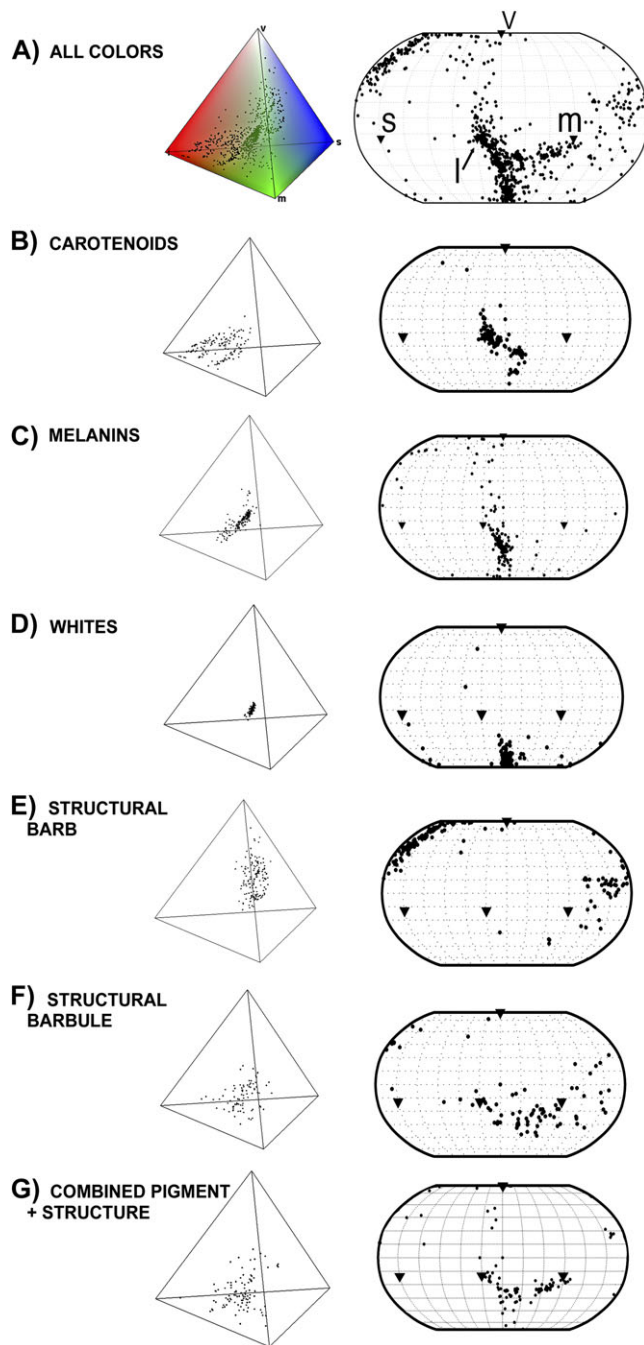 A) ALL COLORS
v
s
m
V
s
m
l
B) CAROTENOIDS
C) MELANINS
D) WHITES
E) STRUCTURAL
BARB
F) STRUCTURAL
BARBULE
G) COMBINED PIGMENT
+ STRUCTURE